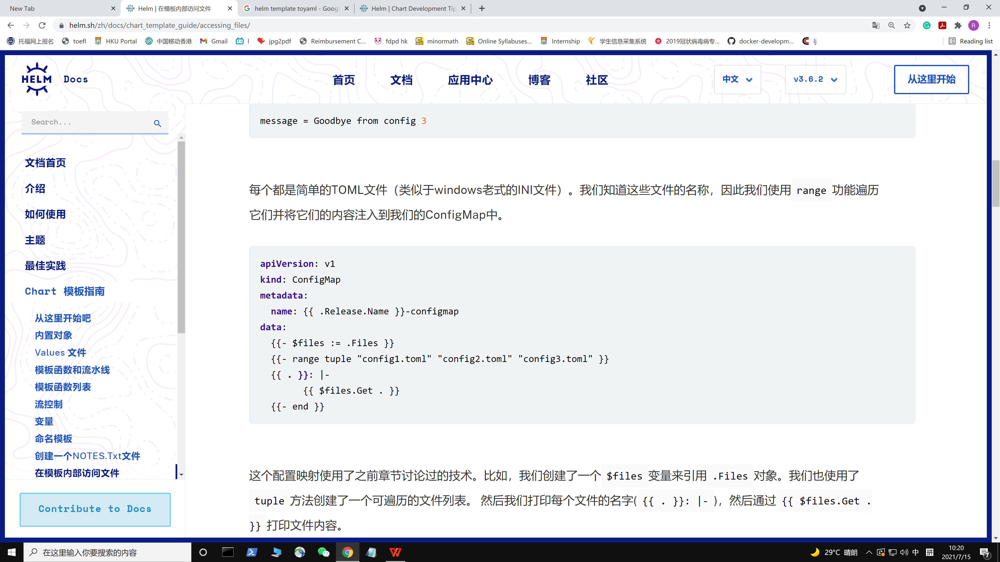 New Tab
Helm | 在模板内部访问文件
helm template toyaml - Googl
Helm | Chart Development Tip
helm.sh/zh/docs/chart_template_guide/accessing_files/
R
托福网上报名
toefl
HKU Portal
中国移动香港
Gmail
l
jpg2pdf
Reimbursement C...
fdpd hk
minormath
Online Syllabuses...
Internship
学生信息采集系统
2019冠状病毒病专...
docker-developm...
lj
Reading list
HELM Docs
首页
文档
应用中心
博客
社区
中文
v3.6.2
从这里开始
Search...
文档首页
介绍
如何使用
主题
最佳实践
Chart 模板指南
从这里开始吧
内置对象
Values 文件
模板函数和流水线
模板函数列表
流控制
变量
命名模板
创建一个NOTES.Txt文件
在模板内部访问文件
Contribute to Docs
message = Goodbye from config 3
每个都是简单的TOML文件（类似于windows老式的INI文件）。我们知道这些文件的名称，因此我们使用 range 功能遍历
它们并将它们的内容注入到我们的ConfigMap中。
apiVersion: v1
kind: ConfigMap
metadata:
  name: {{ .Release.Name }}-configmap
data:
  {{- $files := .Files }}
  {{- range tuple "config1.toml" "config2.toml" "config3.toml" }}
  {{ . }}: |-
        {{ $files.Get . }}
  {{- end }}
这个配置映射使用了之前章节讨论过的技术。比如，我们创建了一个 $files 变量来引用 .Files 对象。我们也使用了
tuple 方法创建了一个可遍历的文件列表。 然后我们打印每个文件的名字( {{ . }}: |- )，然后通过 {{ $files.Get .
}} 打印文件内容。
在这里输入你要搜索的内容
29°C 晴朗
中
拼
10:20
2021/7/15
7